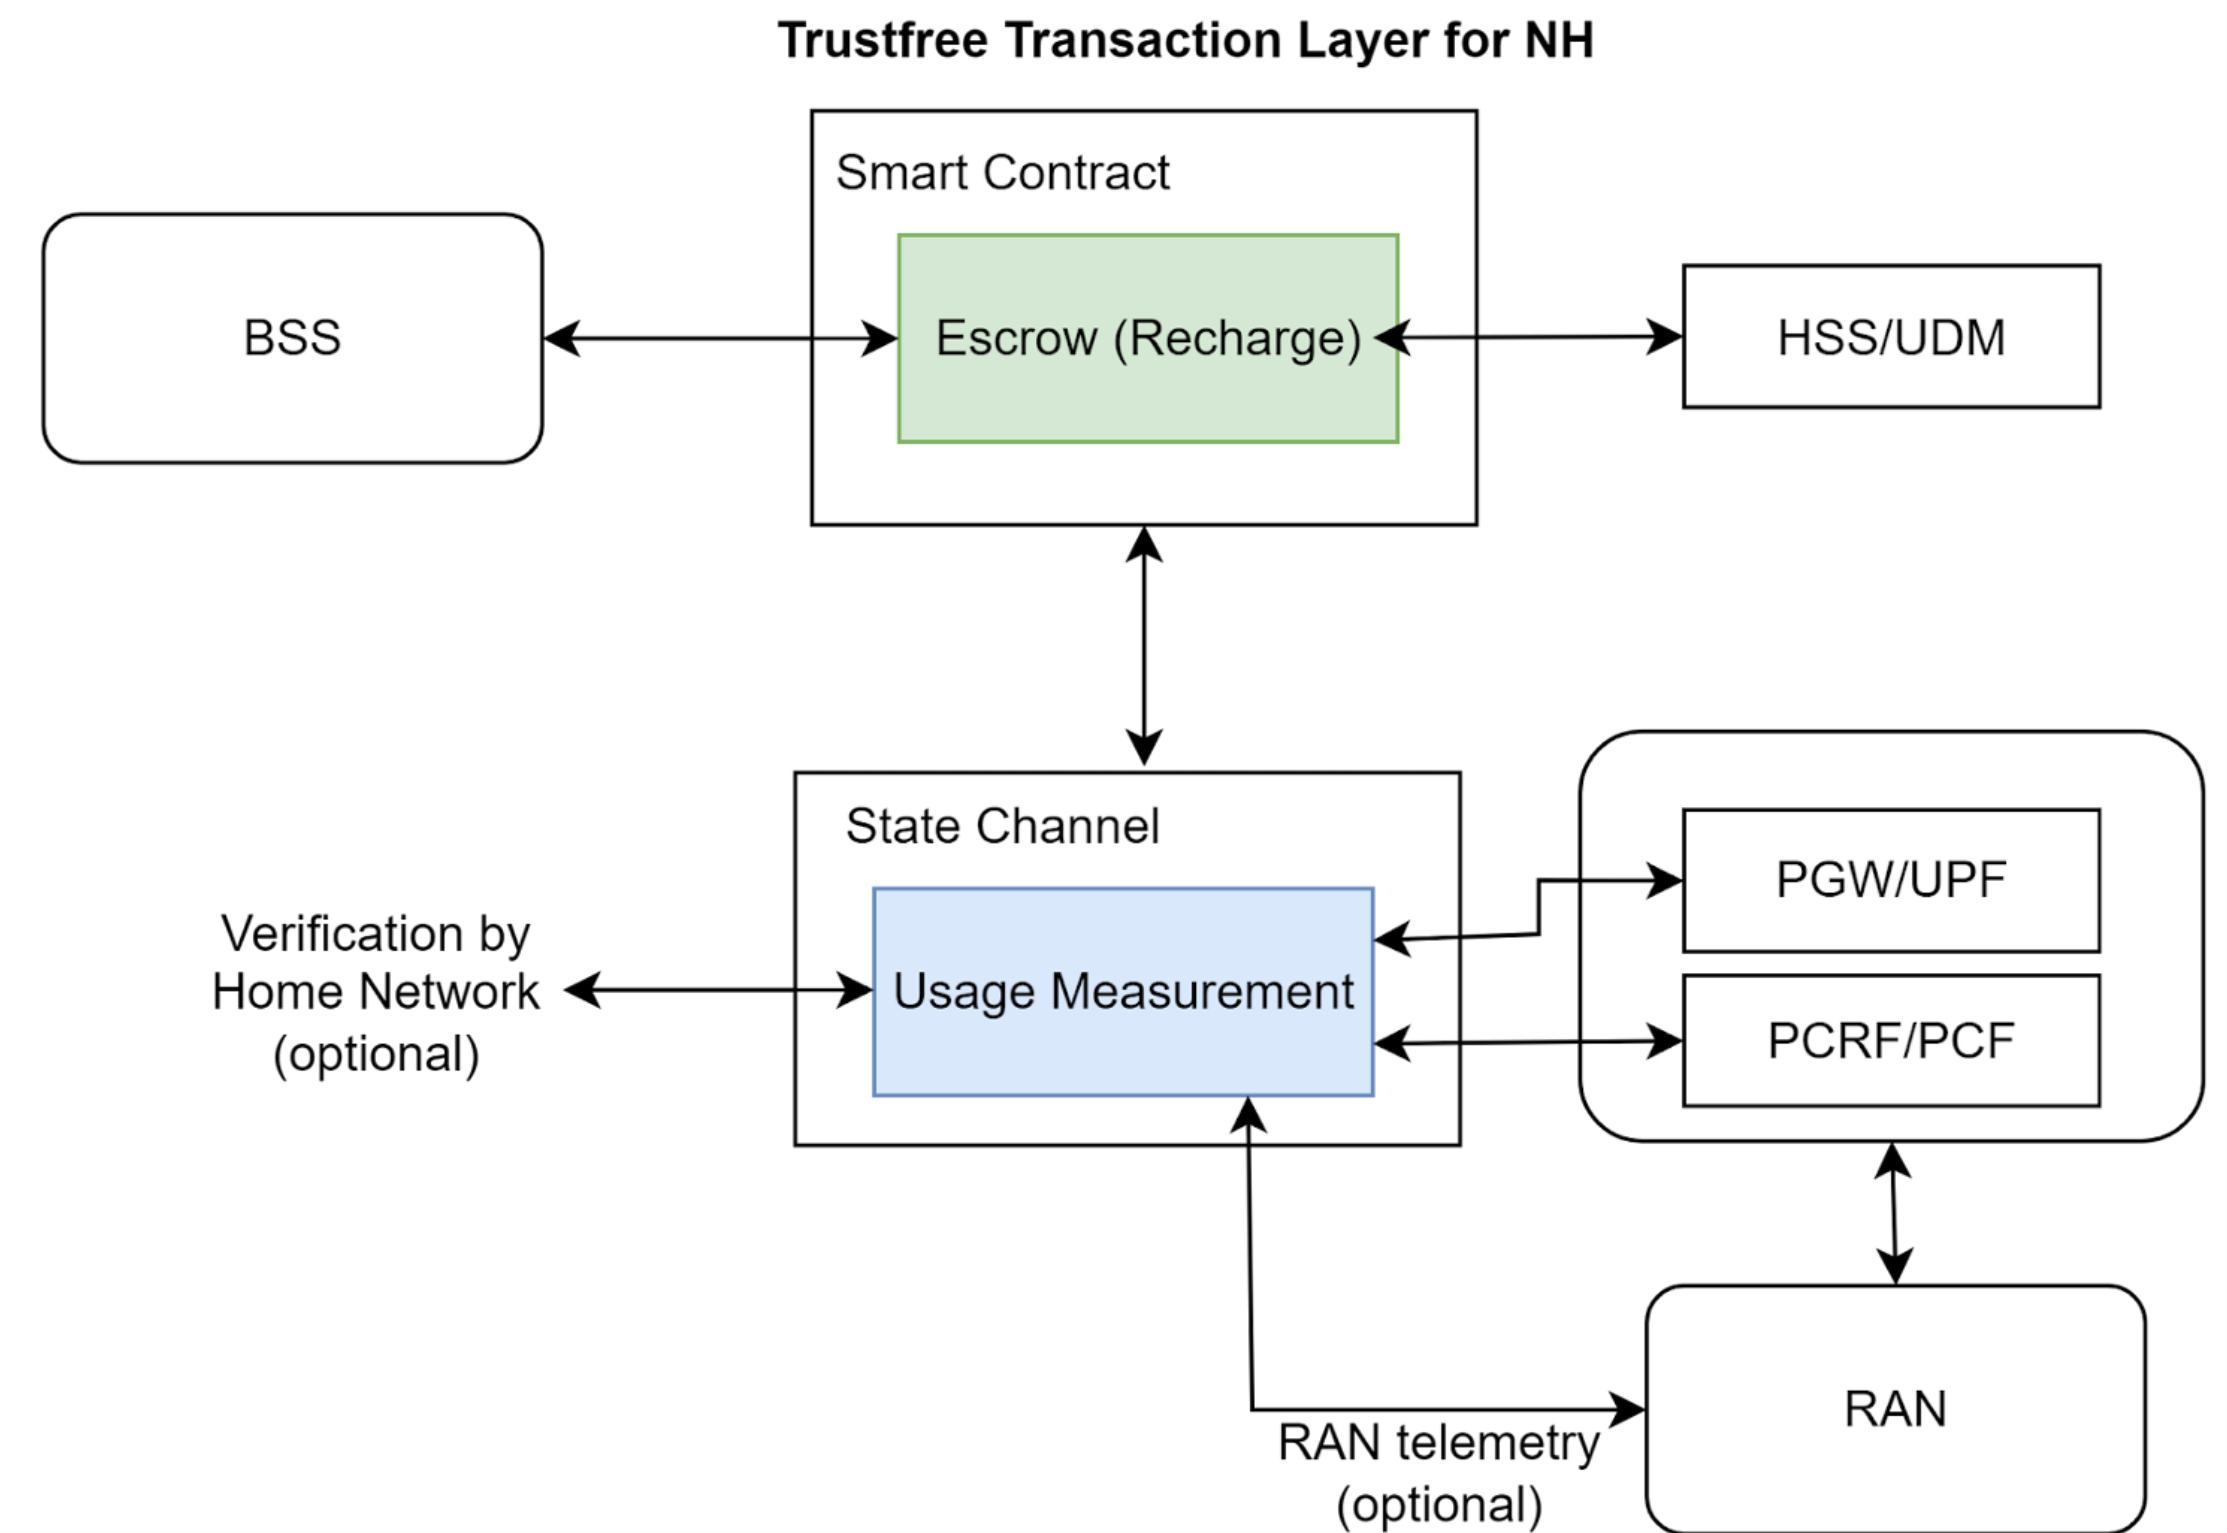 Trustfree Transaction Layer for NH
Smart Contract
BSS
Escrow (Recharge)
HSS/UDM
State Channel
PGW/UPF
Verification by
Home Network
(optional)
Usage Measurement
PCRF/PCF
RAN
RAN telemetry
(optional)